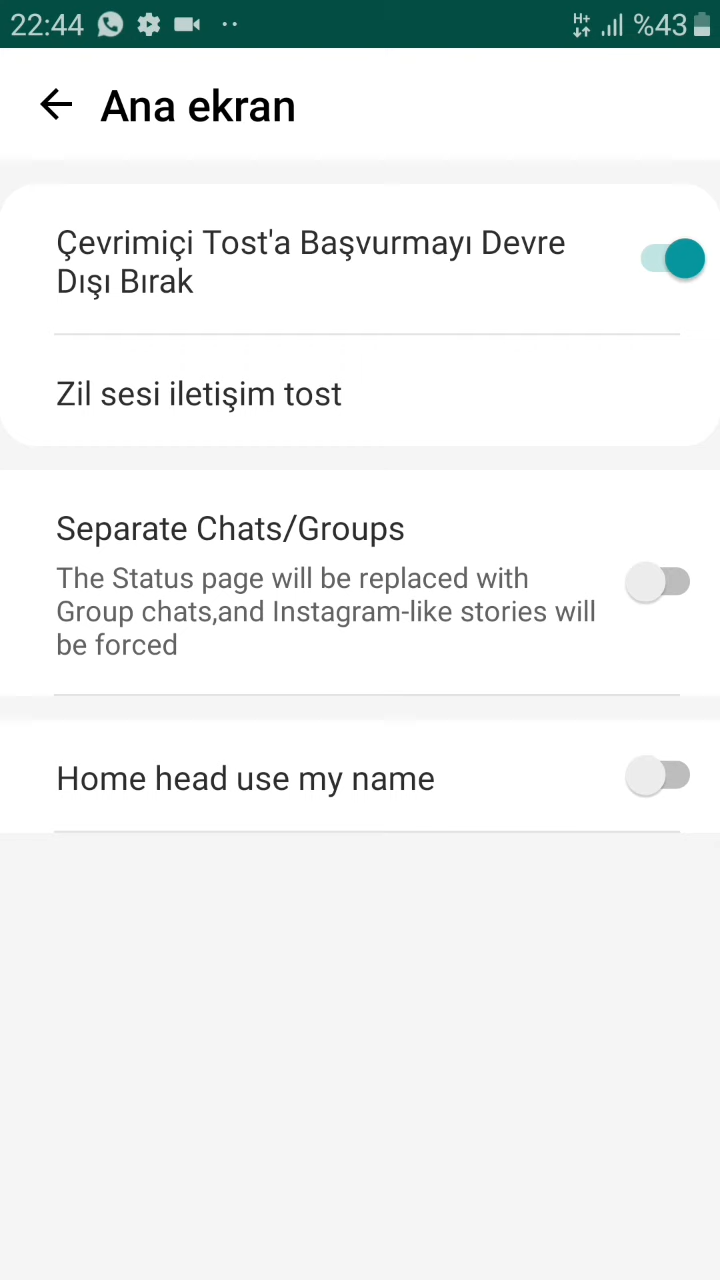 22:44 H+ %43
Ana ekran
Çevrimiçi Tost'a Başvurmayı Devre
Dışı Bırak
Zil sesi iletişim tost
Separate Chats/Groups
The Status page will be replaced with
Group chats,and Instagram-like stories will
be forced
Home head use my name